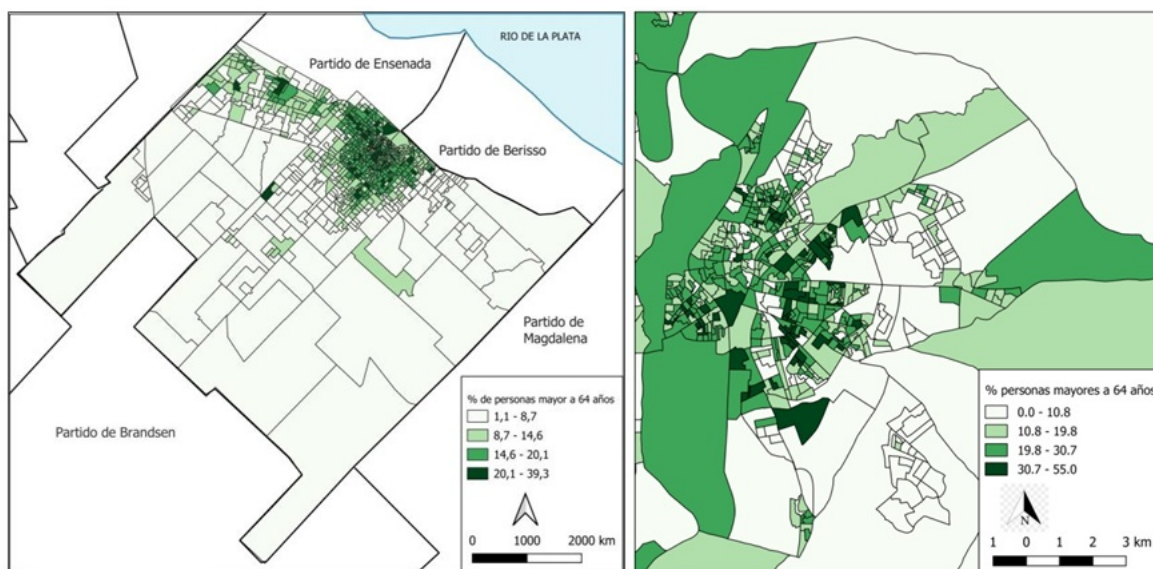 RIO DE LA PLATA
Partido de Ensenada
Partido de Berisso
Partido de
Magdalena
Partido de Brandsen
% de personas mayor a 64 años
1,1 - 8,7
8,7 - 14,6
14,6 - 20,1
20,1 - 39,3
0 1000 2000 km
% personas mayores a 64 años
0.0 - 10.8
10.8 - 19.8
19.8 - 30.7
30.7 - 55.0
N
1 0 1 2 3 km